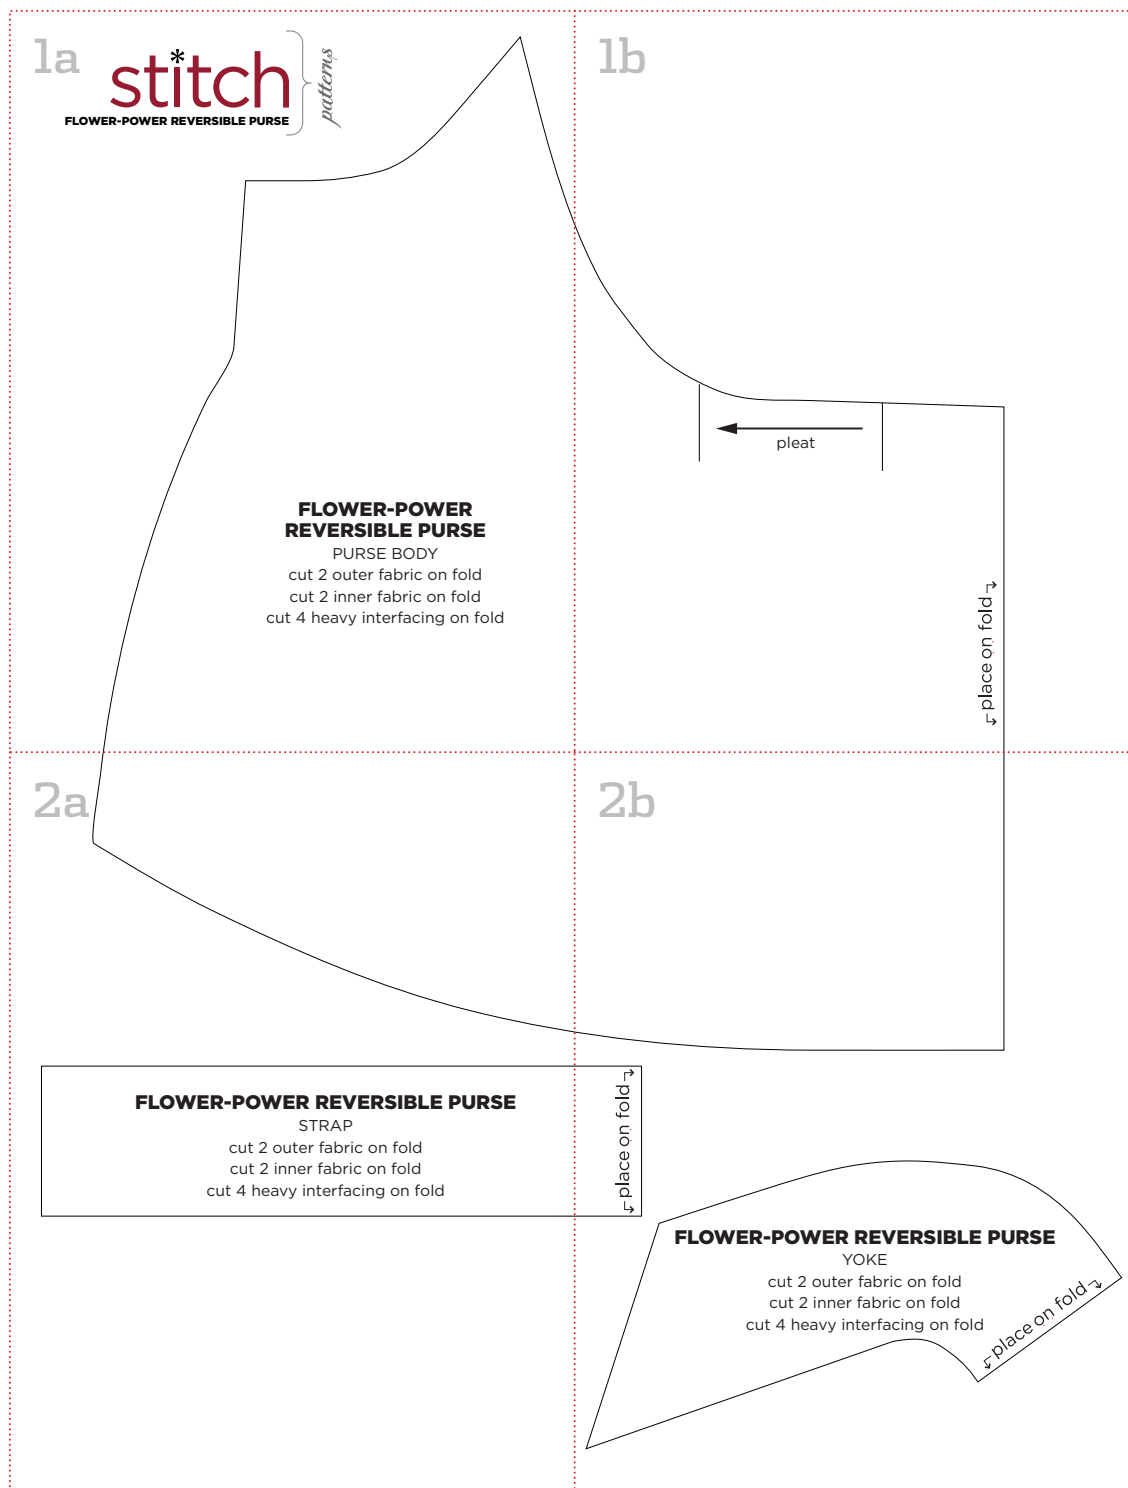 1a
stitch
patterns
FLOWER-POWER REVERSIBLE PURSE
1b
pleat
FLOWER-POWER
REVERSIBLE PURSE
PURSE BODY
cut 2 outer fabric on fold
cut 2 inner fabric on fold
cut 4 heavy interfacing on fold
place on fold
2a
2b
FLOWER-POWER REVERSIBLE PURSE
STRAP
cut 2 outer fabric on fold
cut 2 inner fabric on fold
cut 4 heavy interfacing on fold
place on fold
FLOWER-POWER REVERSIBLE PURSE
YOKE
cut 2 outer fabric on fold
cut 2 inner fabric on fold
cut 4 heavy interfacing on fold
place on fold